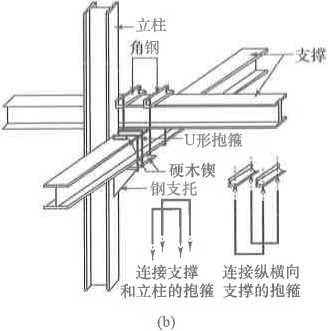 立柱
角钢
支撑
U形抱箍
硬木锲
钢支托
连接支撑
和立柱的抱箍
连接纵横向
支撑的抱箍
(b)